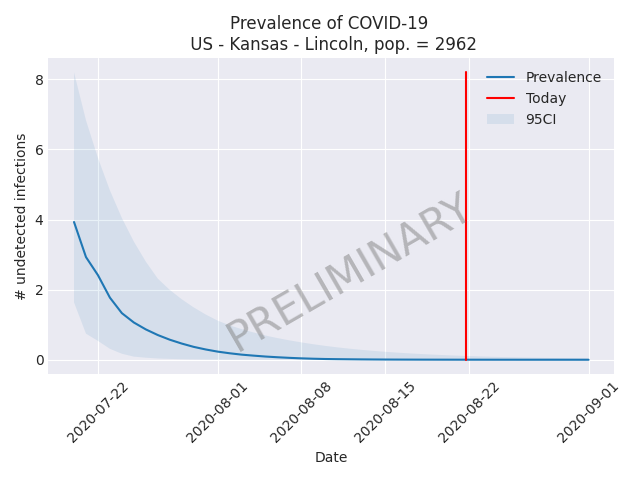 Prevalence of COVID-19
US - Kansas - Lincoln, pop. = 2962
# undetected infections
8
6
4
2
0
Prevalence
Today
95CI
PRELIMINARY
2020-07-22
2020-08-01
2020-08-08
2020-08-15
2020-08-22
2020-09-01
Date